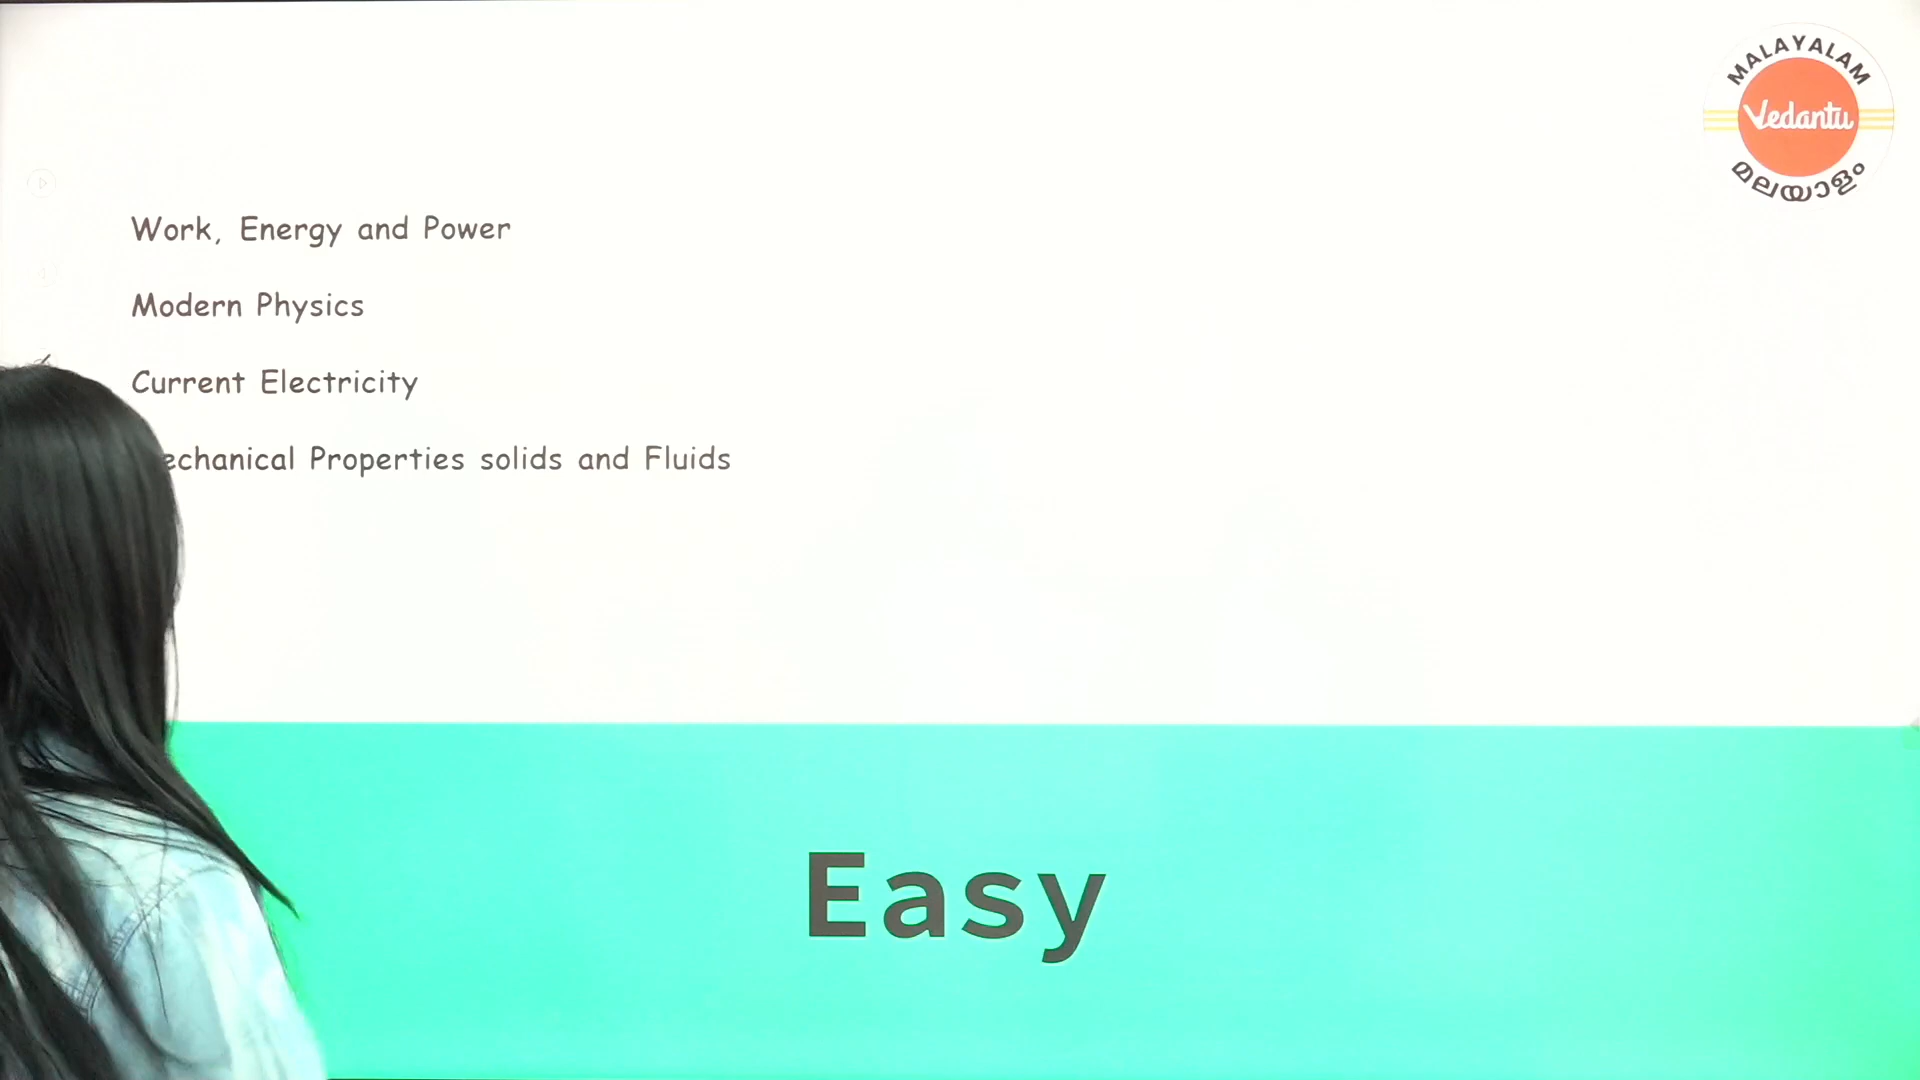 MALAYALAM
Vedantu
മലയാളം
Work, Energy and Power
Modern Physics
Current Electricity
echanical Properties solids and Fluids
Easy